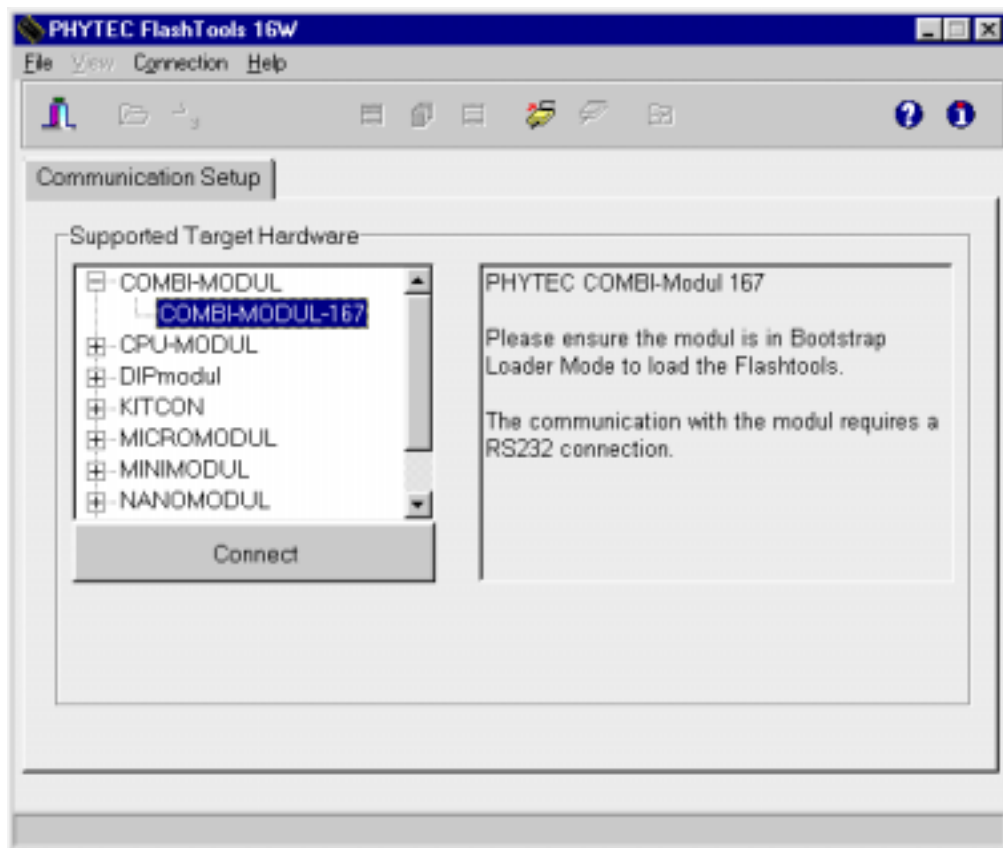 PHYTEC FlashTools 16W
File View Connection Help
Communication Setup
Supported Target Hardware
COMBI-MODUL
COMBI-MODUL-167
CPU-MODUL
DIPmodul
KITCON
MICROMODUL
MINIMODUL
NANOMODUL
Connect
PHYTEC COMBI-Modul 167
Please ensure the modul is in Bootstrap
Loader Mode to load the Flashtools.
The communication with the modul requires a
RS232 connection.